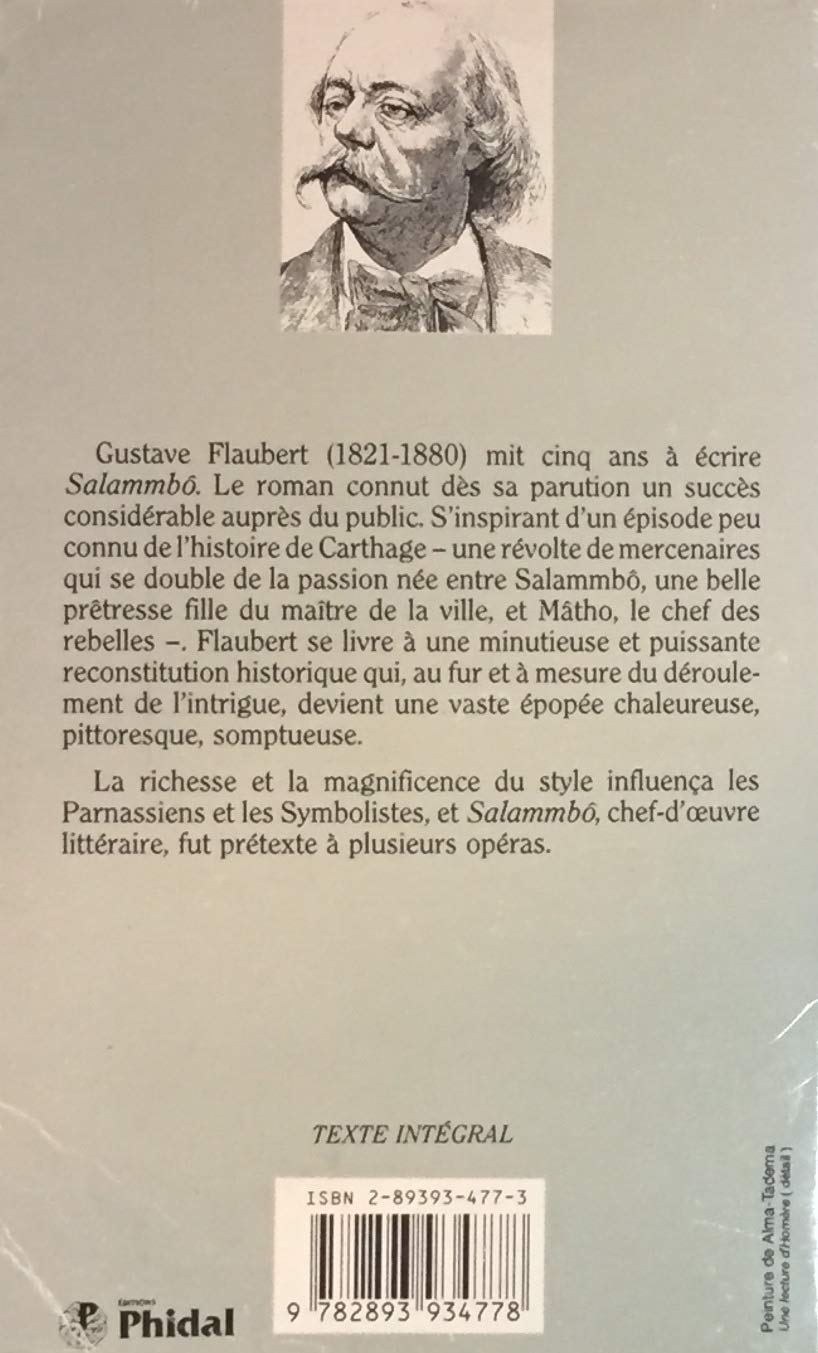 Gustave Flaubert (1821-1880) mit cinq ans à écrire
Salammbô. Le roman connut dès sa parution un succès
considérable auprès du public. S'inspirant d'un épisode peu
connu de l'histoire de Carthage – une révolte de mercenaires
qui se double de la passion née entre Salammbô, une belle
prêtresse fille du maître de la ville, et Mâtho, le chef des
rebelles –. Flaubert se livre à une minutieuse et puissante
reconstitution historique qui, au fur et à mesure du déroule-
ment de l'intrigue, devient une vaste épopée chaleureuse,
pittoresque, somptueuse.
La richesse et la magnificence du style influença les
Parnassiens et les Symbolistes, et Salammbô, chef-d'œuvre
littéraire, fut prétexte à plusieurs opéras.
TEXTE INTÉGRAL
ISBN 2-89393-477-3
9 782893 934778
ÉDITIONS
Phidal
Peinture de Alma-Tadema
Une lecture d'Homère ( détail )